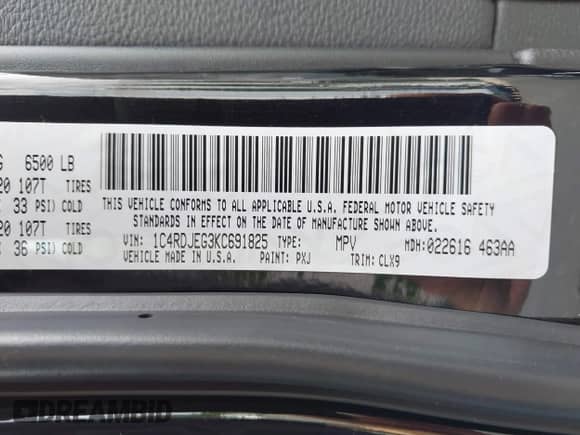 G 6500 LB
20 107T TIRES
33 PSI) COLD
20 107T TIRES
36 PSI) COLD
THIS VEHICLE CONFORMS TO ALL APPLICABLE U.S.A. FEDERAL MOTOR VEHICLE SAFETY
STANDARDS IN EFFECT ON THE DATE OF MANUFACTURE SHOWN ABOVE.
VIN: 1C4RDJEG3KC691825 TYPE: MPV MDH: 022616 463AA
VEHICLE MADE IN U.S.A. PAINT: PXJ TRIM: CLX9
DREAMBID